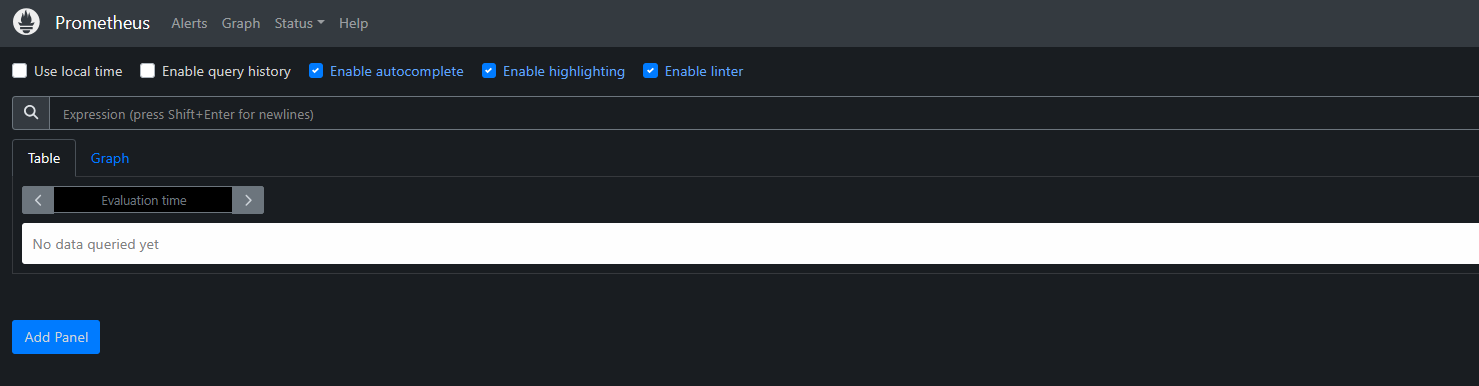 Prometheus Alerts Graph Status Help
Use local time Enable query history Enable autocomplete Enable highlighting Enable linter
Expression (press Shift+Enter for newlines)
Table Graph
Evaluation time
No data queried yet
Add Panel